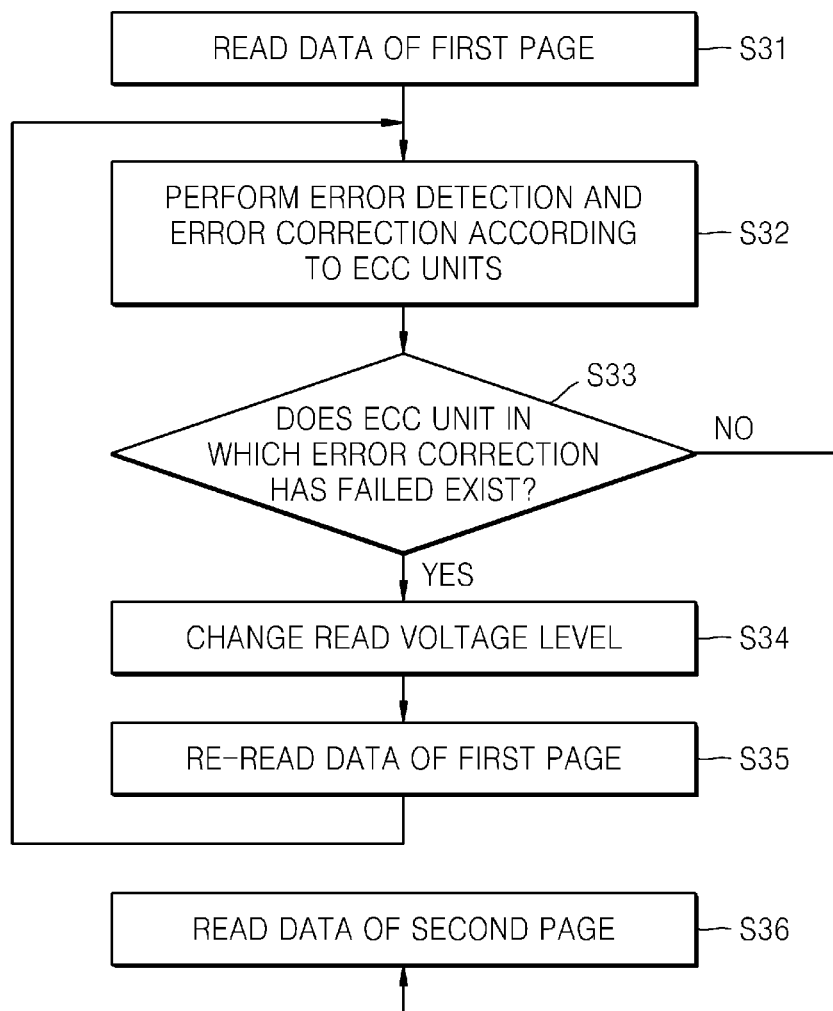 READ DATA OF FIRST PAGE
S31
PERFORM ERROR DETECTION AND
ERROR CORRECTION ACCORDING
TO ECC UNITS
S32
S33
DOES ECC UNIT IN
WHICH ERROR CORRECTION
HAS FAILED EXIST?
NO
YES
CHANGE READ VOLTAGE LEVEL
S34
RE-READ DATA OF FIRST PAGE
S35
READ DATA OF SECOND PAGE
S36